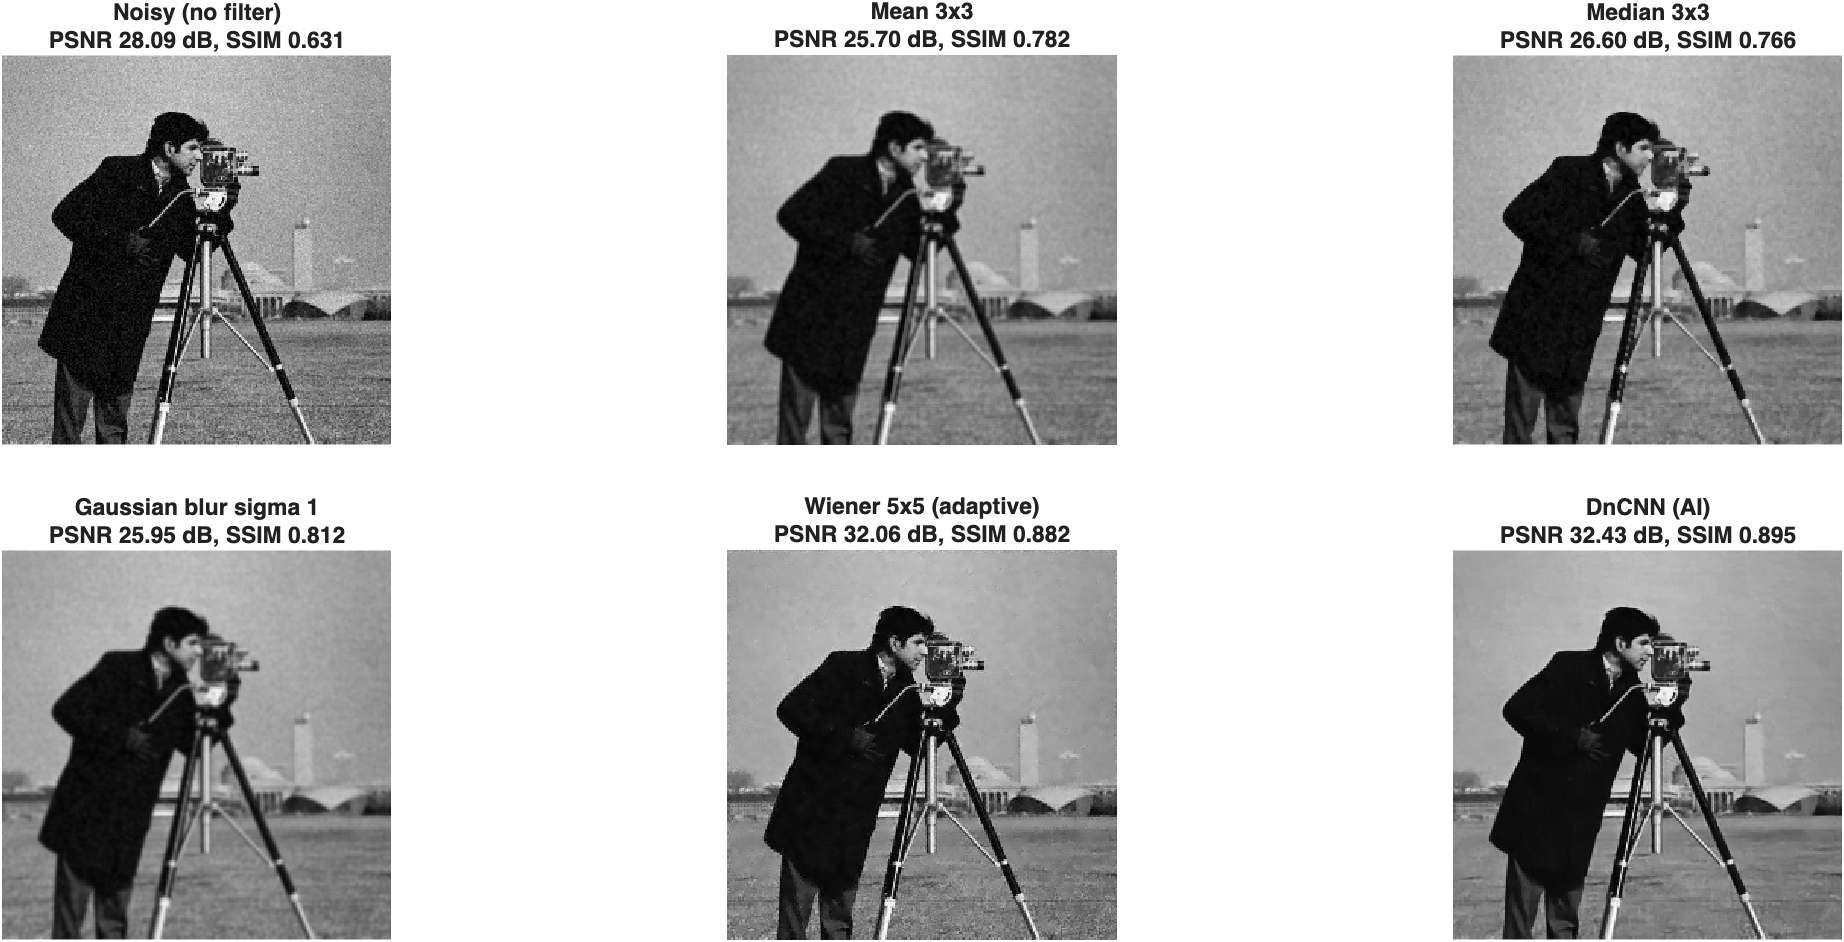 Noisy (no filter)
PSNR 28.09 dB, SSIM 0.631
Mean 3x3
PSNR 25.70 dB, SSIM 0.782
Median 3x3
PSNR 26.60 dB, SSIM 0.766
Gaussian blur sigma 1
PSNR 25.95 dB, SSIM 0.812
Wiener 5x5 (adaptive)
PSNR 32.06 dB, SSIM 0.882
DnCNN (AI)
PSNR 32.43 dB, SSIM 0.895